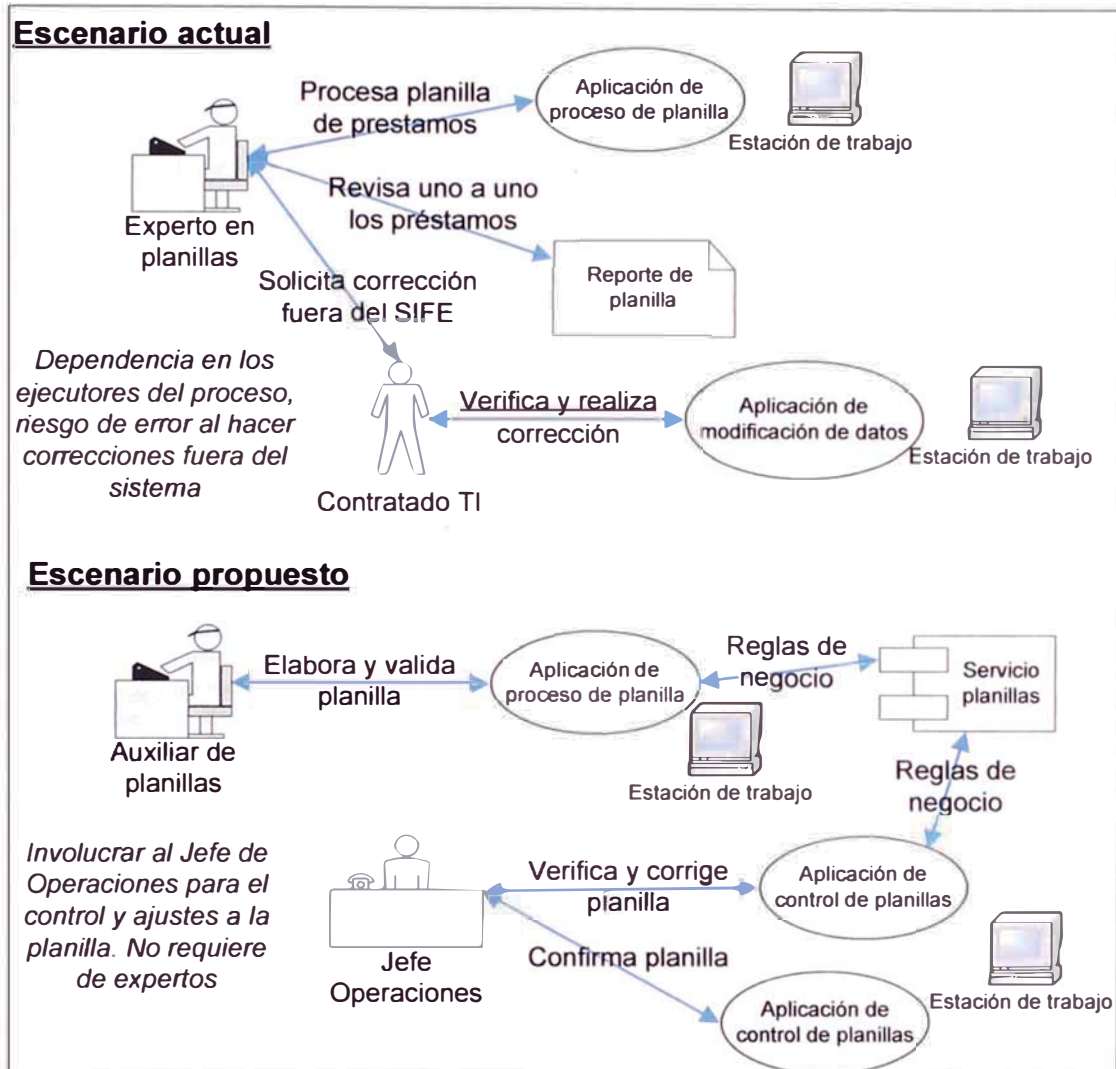 Escenario actual
Procesa planilla
de prestamos
Aplicación de
proceso de planilla
Estación de trabajo
Experto en
planillas
Revisa uno a uno
los préstamos
Reporte de
planilla
Solicita corrección
fuera del SIFE
Dependencia en los
ejecutores del proceso,
riesgo de error al hacer
correcciones fuera del
sistema
Contratado TI
Verifica y realiza
corrección
Aplicación de
modificación de datos
Estación de trabajo
Escenario propuesto
Auxiliar de
planillas
Elabora y valida
planilla
Aplicación de
proceso de planilla
Estación de trabajo
Reglas de
negocio
Servicio
planillas
Reglas de
negocio
Involucrar al Jefe de
Operaciones para el
control y ajustes a la
planilla. No requiere
de expertos
Jefe
Operaciones
Verifica y corrige
planilla
Aplicación de
control de planillas
Confirma planilla
Aplicación de
control de planillas
Estación de trabajo